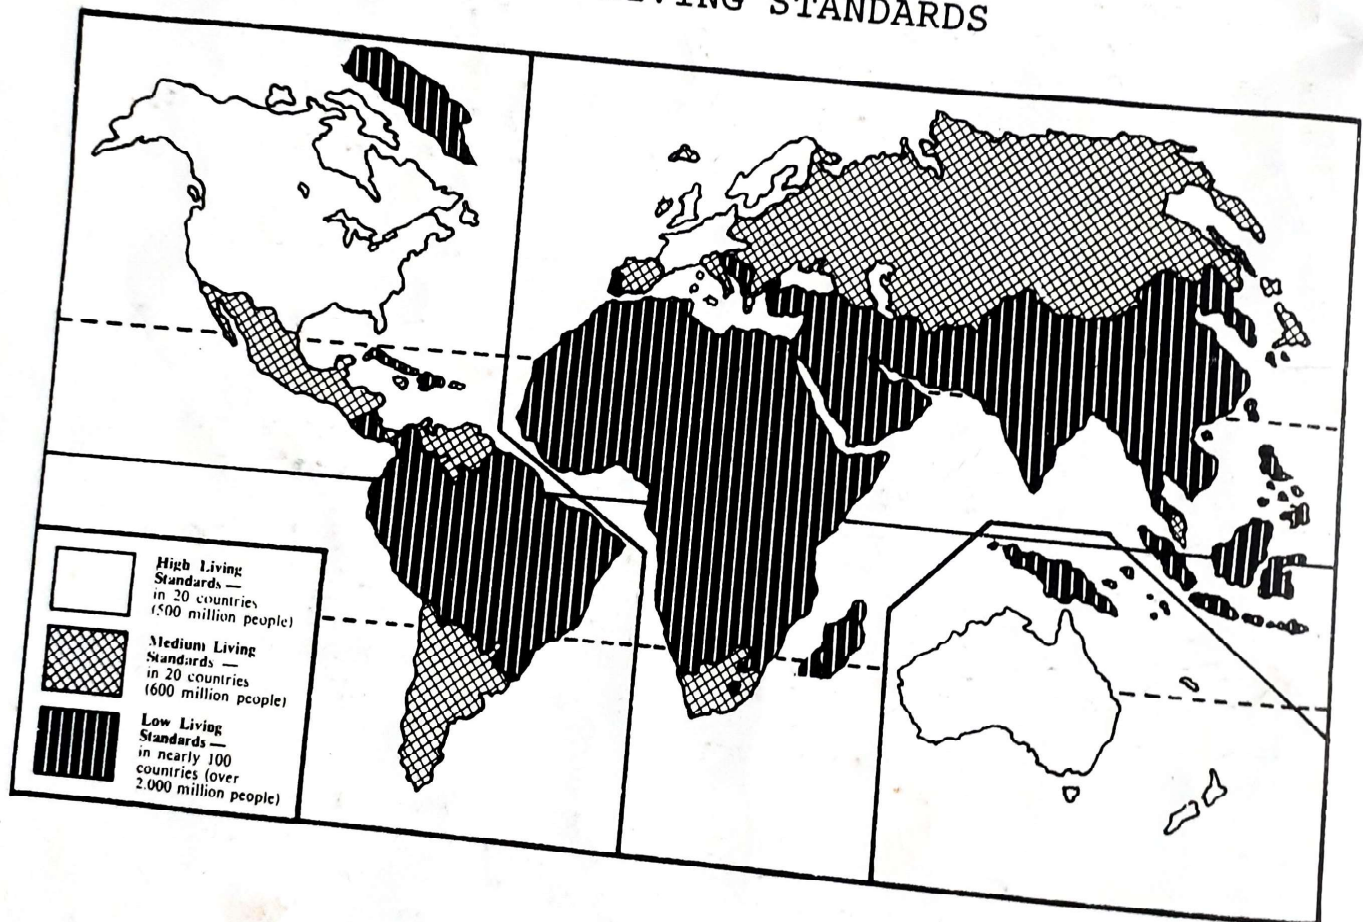 LIVING STANDARDS
High Living
Standards —
in 20 countries
(500 million people)
Medium Living
Standards —
in 20 countries
(600 million people)
Low Living
Standards —
in nearly 100
countries (over
2.000 million people)